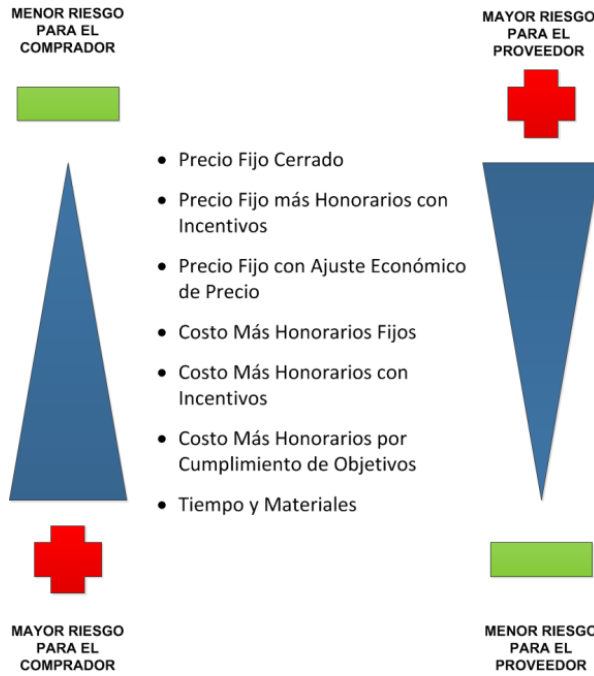 MENOR RIESGO
PARA EL
COMPRADOR
MAYOR RIESGO
PARA EL
PROVEEDOR
• Precio Fijo Cerrado
• Precio Fijo más Honorarios con
Incentivos
• Precio Fijo con Ajuste Económico
de Precio
• Costo Más Honorarios Fijos
• Costo Más Honorarios con
Incentivos
• Costo Más Honorarios por
Cumplimiento de Objetivos
• Tiempo y Materiales
MAYOR RIESGO
PARA EL
COMPRADOR
MENOR RIESGO
PARA EL
PROVEEDOR